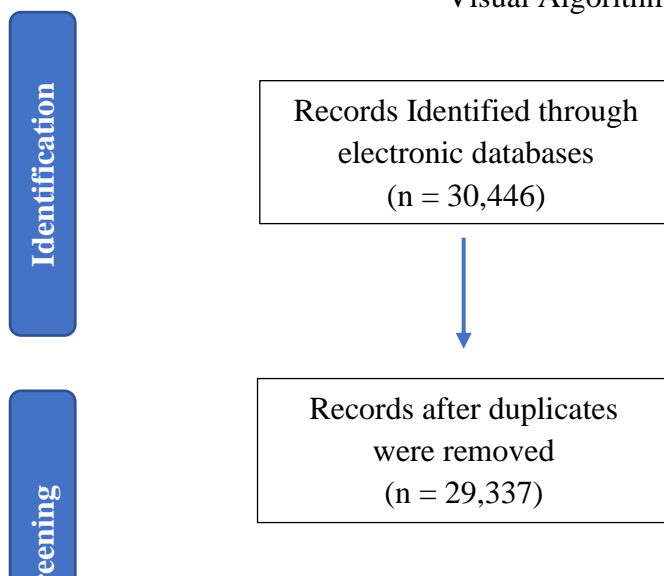 Visual Algorithm
Identification
Records Identified through
electronic databases
(n = 30,446)
Records after duplicates
were removed
(n = 29,337)